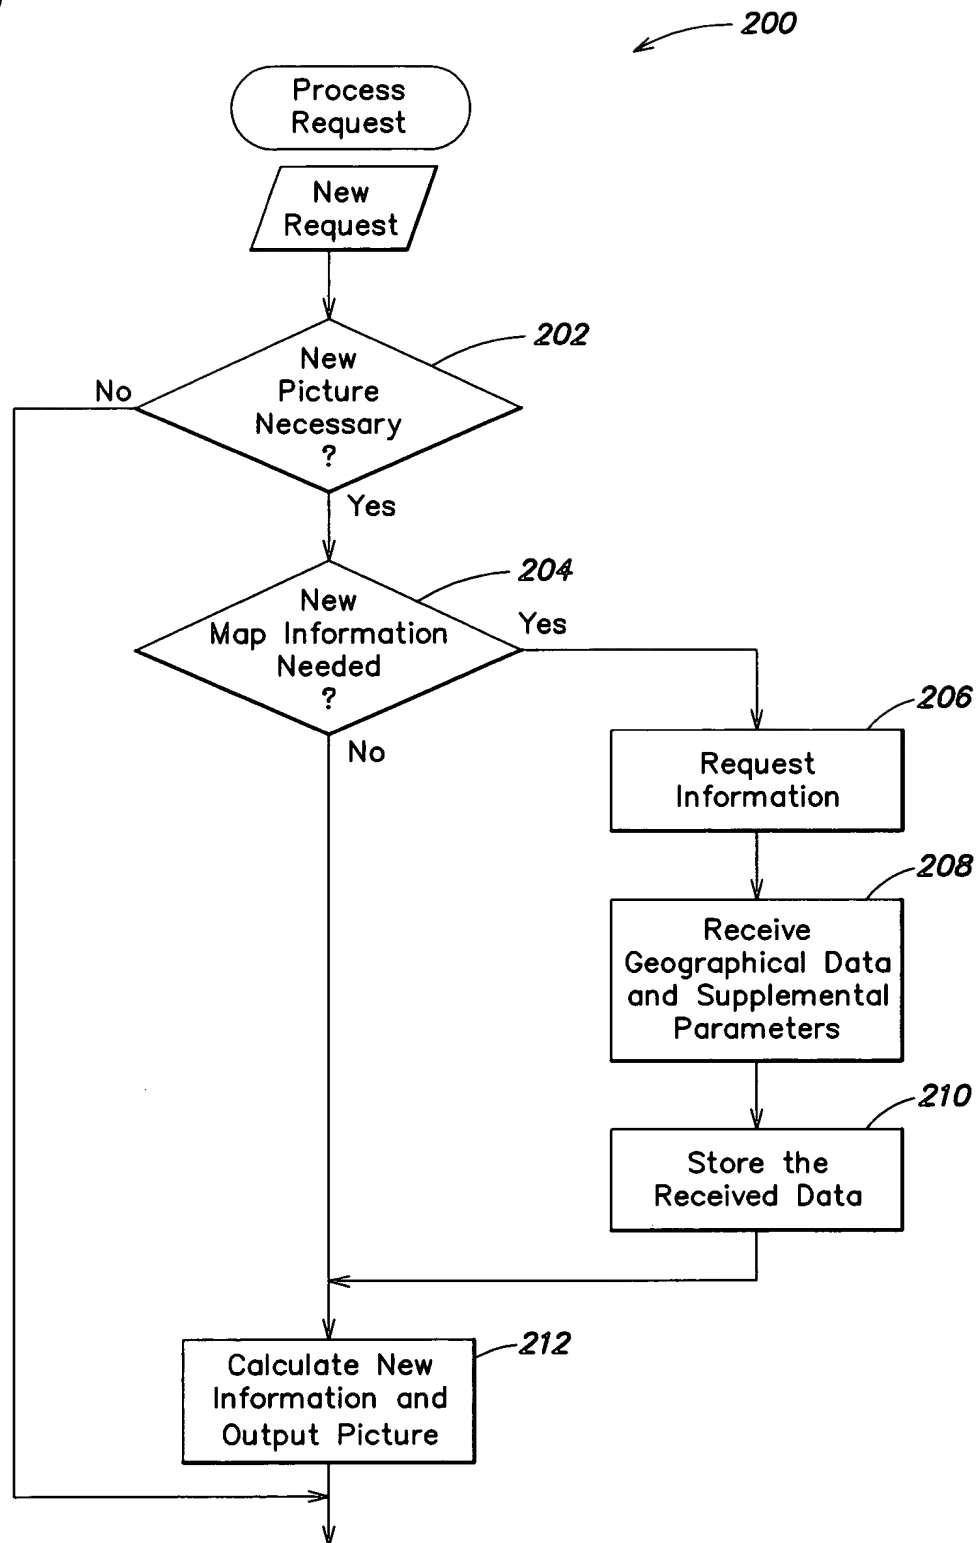 200
Process
Request
New
Request
202
New
Picture
Necessary
?
No
Yes
204
New
Map Information
Needed
?
Yes
No
206
Request
Information
208
Receive
Geographical Data
and Supplemental
Parameters
210
Store the
Received Data
212
Calculate New
Information and
Output Picture